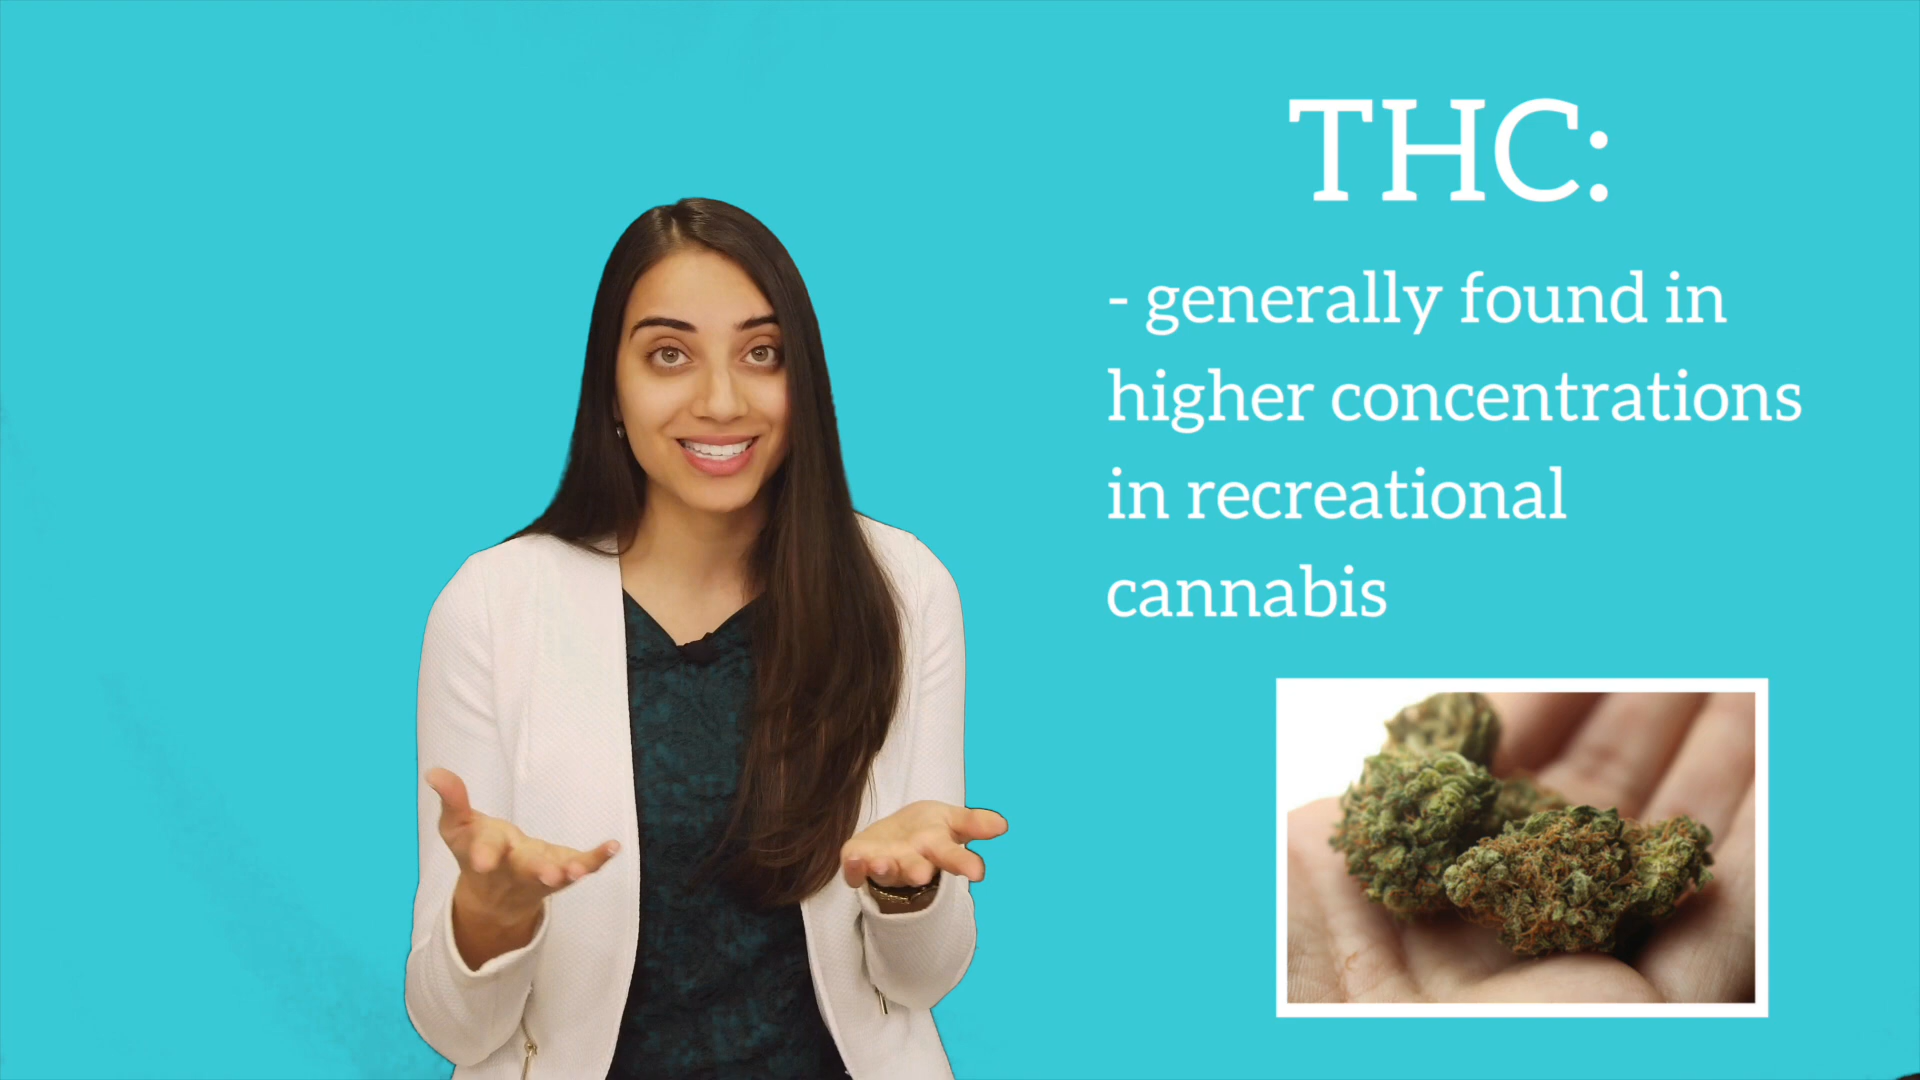 THC:
- generally found in
higher concentrations
in recreational
cannabis